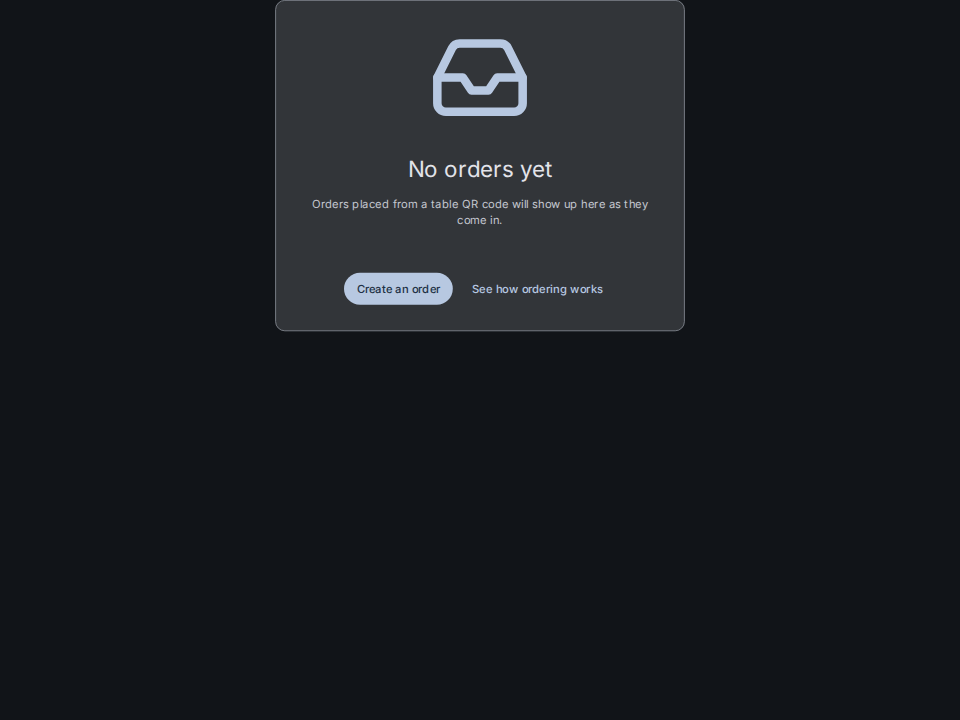 No orders yet
Orders placed from a table QR code will show up here as they
come in.
Create an order
See how ordering works